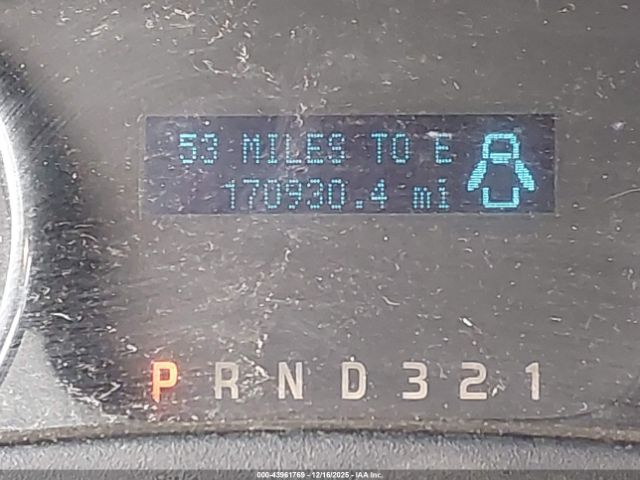 53 MILES TO E
170930.4 mi
P R N D 3 2 1
000-43961769 - 12/16/2025 - IAA Inc.